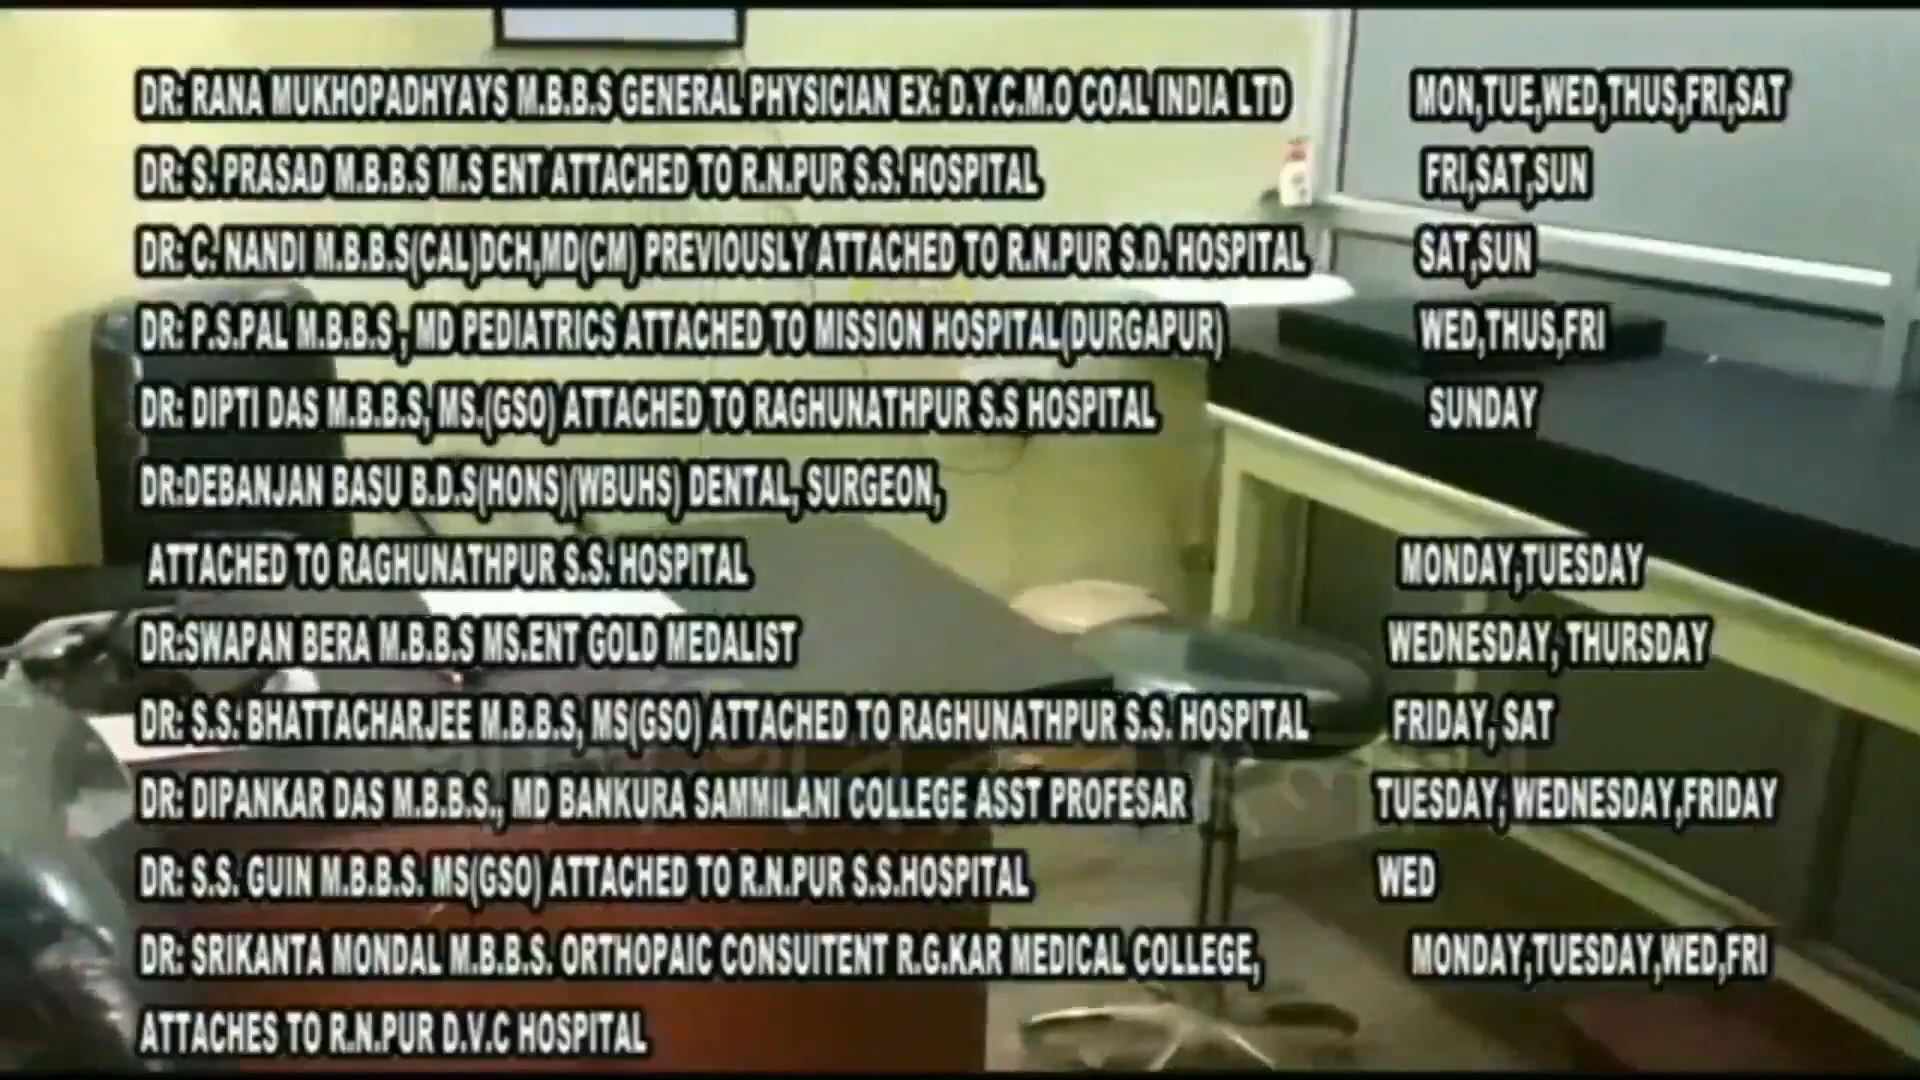 DR: RANA MUKHOPADHYAYS M.B.B.S GENERAL PHYSICIAN EX: D.Y.C.M.O COAL INDIA LTD MON,TUE,WED,THUS,FRI,SAT
DR: S. PRASAD M.B.B.S M.S ENT ATTACHED TO R.N.PUR S.S. HOSPITAL FRI,SAT,SUN
DR: C. NANDI M.B.B.S(CAL)DCH,MD(CM) PREVIOUSLY ATTACHED TO R.N.PUR S.D. HOSPITAL SAT,SUN
DR: P.S.PAL M.B.B.S , MD PEDIATRICS ATTACHED TO MISSION HOSPITAL(DURGAPUR) WED,THUS,FRI
DR: DIPTI DAS M.B.B.S, MS.(GSO) ATTACHED TO RAGHUNATHPUR S.S HOSPITAL SUNDAY
DR:DEBANJAN BASU B.D.S(HONS)(WBUHS) DENTAL, SURGEON,
ATTACHED TO RAGHUNATHPUR S.S. HOSPITAL MONDAY,TUESDAY
DR:SWAPAN BERA M.B.B.S MS.ENT GOLD MEDALIST WEDNESDAY, THURSDAY
DR: S.S. BHATTACHARJEE M.B.B.S, MS(GSO) ATTACHED TO RAGHUNATHPUR S.S. HOSPITAL FRIDAY, SAT
DR: DIPANKAR DAS M.B.B.S., MD BANKURA SAMMILANI COLLEGE ASST PROFESAR TUESDAY, WEDNESDAY,FRIDAY
DR: S.S. GUIN M.B.B.S. MS(GSO) ATTACHED TO R.N.PUR S.S.HOSPITAL WED
DR: SRIKANTA MONDAL M.B.B.S. ORTHOPAIC CONSUITENT R.G.KAR MEDICAL COLLEGE, MONDAY,TUESDAY,WED,FRI
ATTACHES TO R.N.PUR D.V.C HOSPITAL